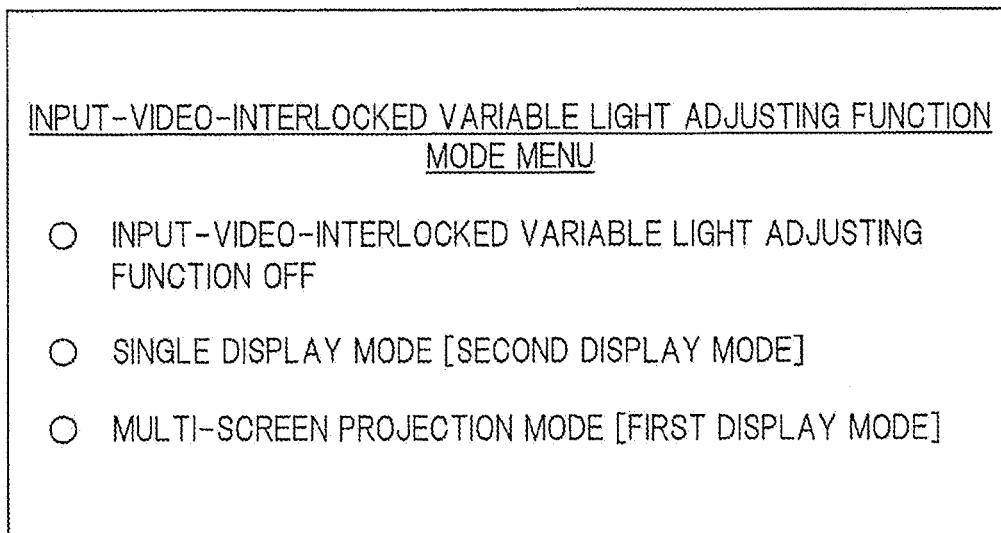 INPUT-VIDEO-INTERLOCKED VARIABLE LIGHT ADJUSTING FUNCTION
MODE MENU
○ INPUT-VIDEO-INTERLOCKED VARIABLE LIGHT ADJUSTING
FUNCTION OFF
○ SINGLE DISPLAY MODE [SECOND DISPLAY MODE]
○ MULTI-SCREEN PROJECTION MODE [FIRST DISPLAY MODE]